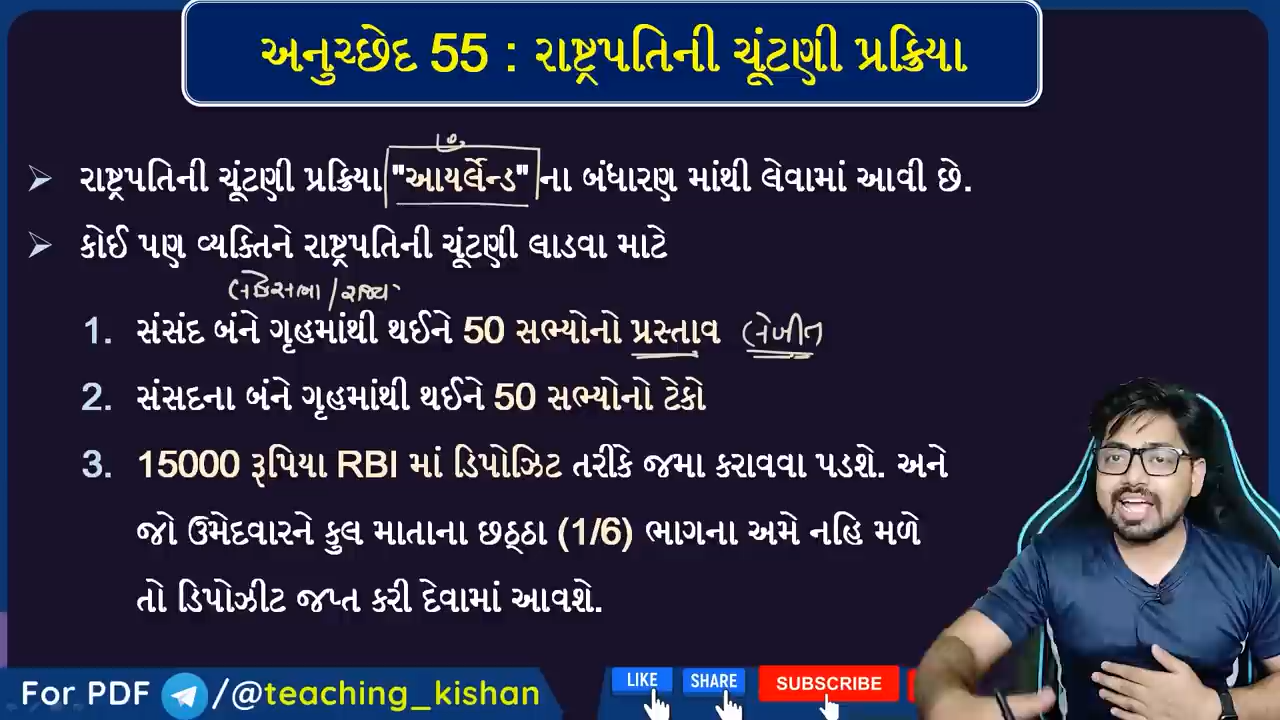 અનુચ્છેદ 55 : રાષ્ટ્રપતિની ચૂંટણી પ્રક્રિયા
રાષ્ટ્રપતિની ચૂંટણી પ્રક્રિયા "આયર્લેન્ડ" ના બંધારણ માંથી લેવામાં આવી છે.
કોઈ પણ વ્યક્તિને રાષ્ટ્રપતિની ચૂંટણી લાડવા માટે
1. સંસંદ બંને ગૃહમાંથી થઈને 50 સભ્યોનો પ્રસ્તાવ લેખીત
2. સંસદના બંને ગૃહમાંથી થઈને 50 સભ્યોનો ટેકો
3. 15000 રૂપિયા RBI માં ડિપોઝિટ તરીકે જમા કરાવવા પડશે. અને
જો ઉમેદવારને કુલ માતાના છઠ્ઠા (1/6) ભાગના અમે નહિ મળે
તો ડિપોઝીટ જપ્ત કરી દેવામાં આવશે.
For PDF /@teaching_kishan
LIKE SHARE SUBSCRIBE